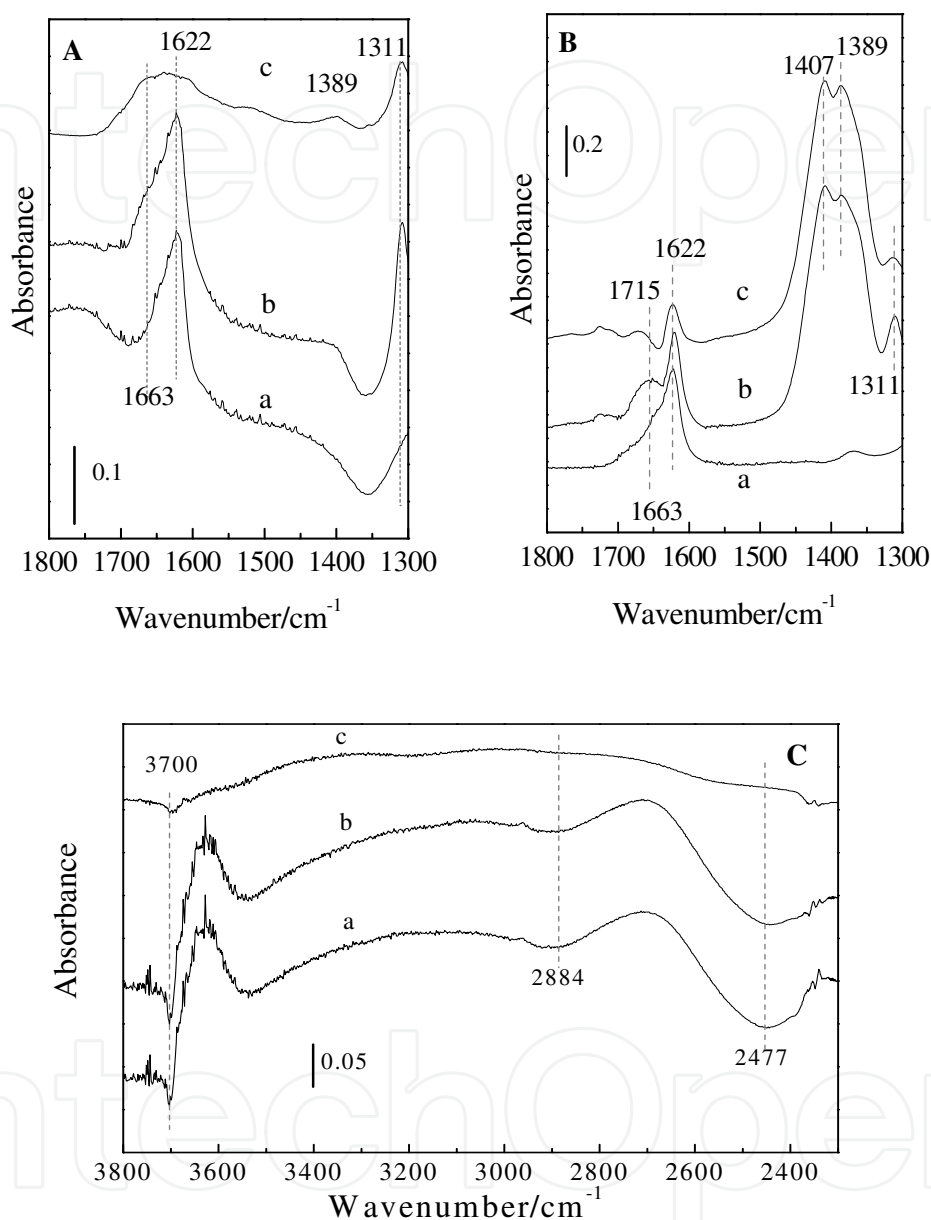 A
1622
1311
c
1389
b
1663
a
0.1
Absorbance
1800 1700 1600 1500 1400 1300
Wavenumber/cm-1
B
1389
1407
0.2
1622
1715
c
1311
b
a
1663
Absorbance
1800 1700 1600 1500 1400 1300
Wavenumber/cm-1
C
c
3700
b
a
2884
0.05
2477
Absorbance
3800 3600 3400 3200 3000 2800 2600 2400
Wavenumber/cm-1
ntechOpen
ntechOpen